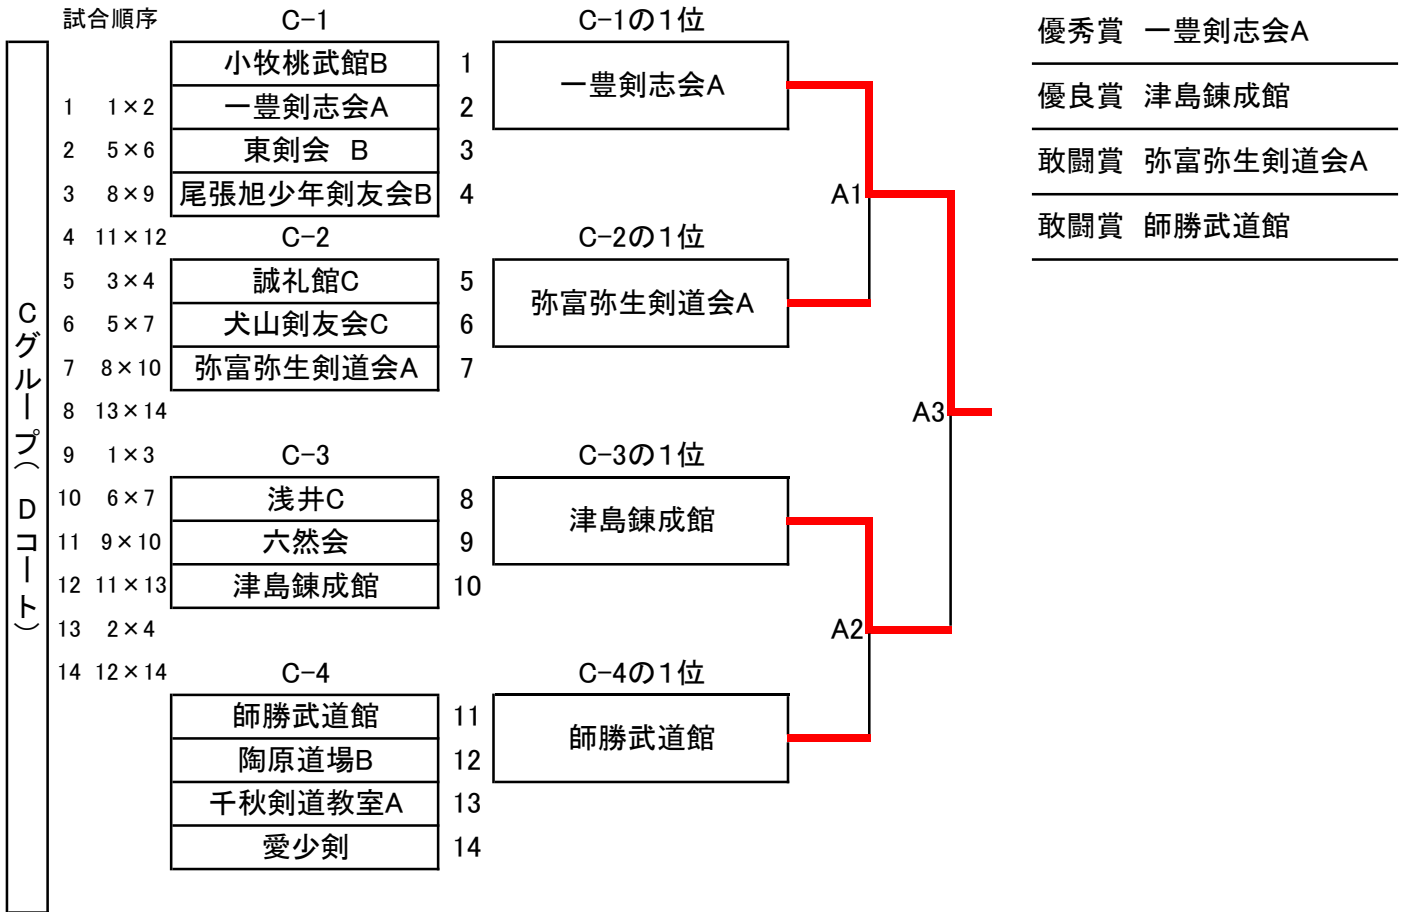 試合順序 C-1 C-1の１位
優秀賞 一豊剣志会A
小牧桃武館B 1
一豊剣志会A
1 1×2 一豊剣志会A 2
優良賞 津島錬成館
2 5×6 東剣会 B 3
敢闘賞 弥富弥生剣道会A
3 8×9 尾張旭少年剣友会B 4
A1
敢闘賞 師勝武道館
4 11×12 C-2 C-2の１位
5 3×4 誠礼館C 5
弥富弥生剣道会A
6 5×7 犬山剣友会C 6
7 8×10 弥富弥生剣道会A 7
8 13×14
A3
9 1×3 C-3 C-3の１位
Cグループ（Dコート）
10 6×7 浅井C 8
津島錬成館
11 9×10 六然会 9
12 11×13 津島錬成館 10
13 2×4
A2
14 12×14 C-4 C-4の１位
師勝武道館 11
師勝武道館
陶原道場B 12
千秋剣道教室A 13
愛少剣 14